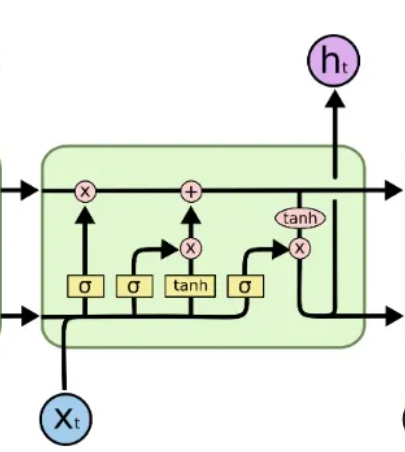 hₜ
x +
tanh
x x
σ σ tanh σ
Xₜ